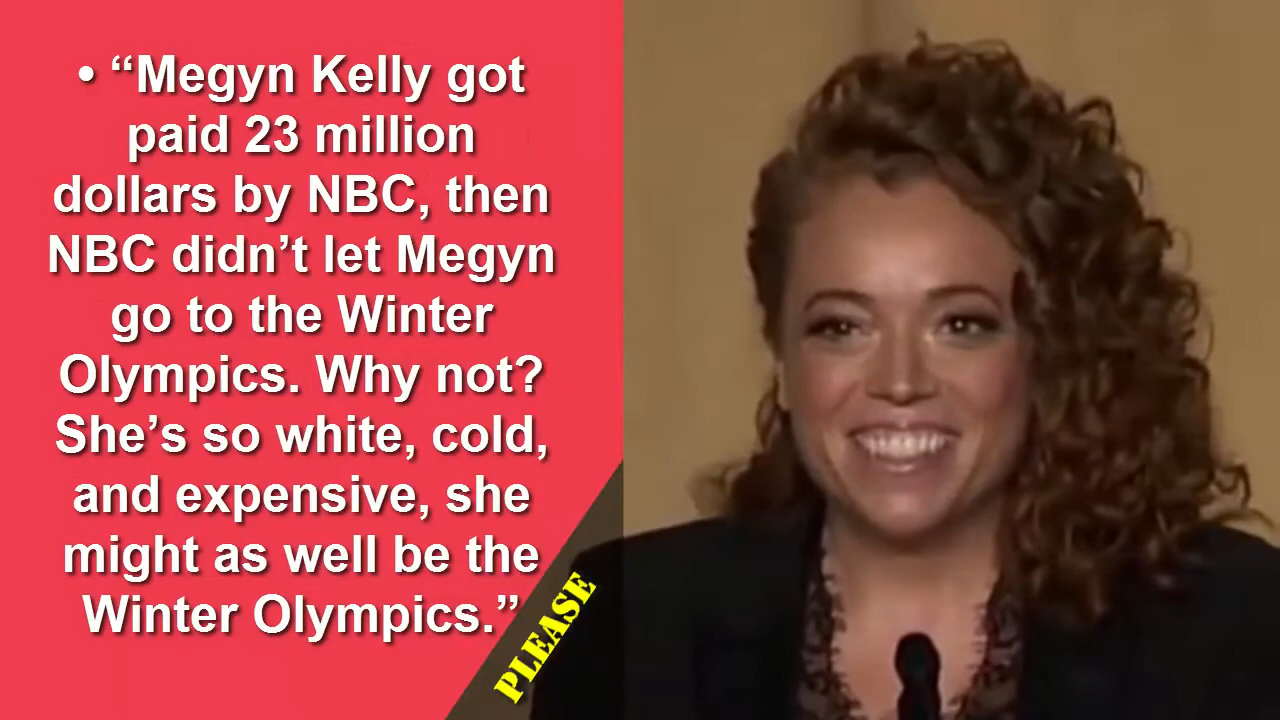 • “Megyn Kelly got
paid 23 million
dollars by NBC, then
NBC didn’t let Megyn
go to the Winter
Olympics. Why not?
She’s so white, cold,
and expensive, she
might as well be the
Winter Olympics.”
PLEASE